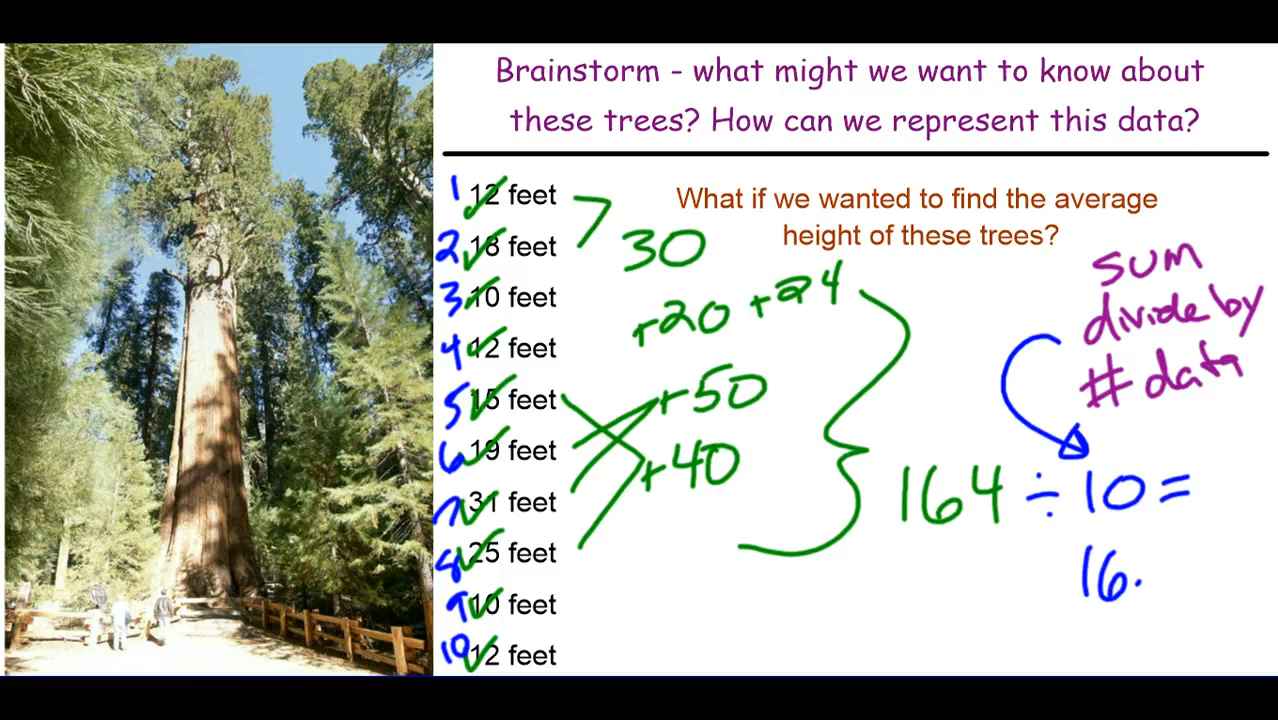 Brainstorm - what might we want to know about
these trees? How can we represent this data?
What if we wanted to find the average
height of these trees?
1 12 feet
2 18 feet
3 10 feet
4 12 feet
5 15 feet
6 19 feet
7 31 feet
8 25 feet
9 10 feet
10 12 feet
30
+20 +24
+50
+40
sum
divide by
# data
164 ÷ 10 =
16.